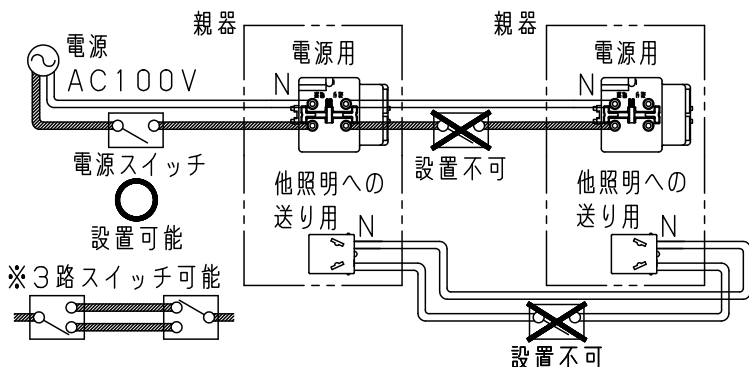 親器
親器
電源
AC100V
電源用
N
電源用
N
電源スイッチ
設置可能
設置不可
他照明への
送り用
N
他照明への
送り用
N
※3路スイッチ可能
設置不可